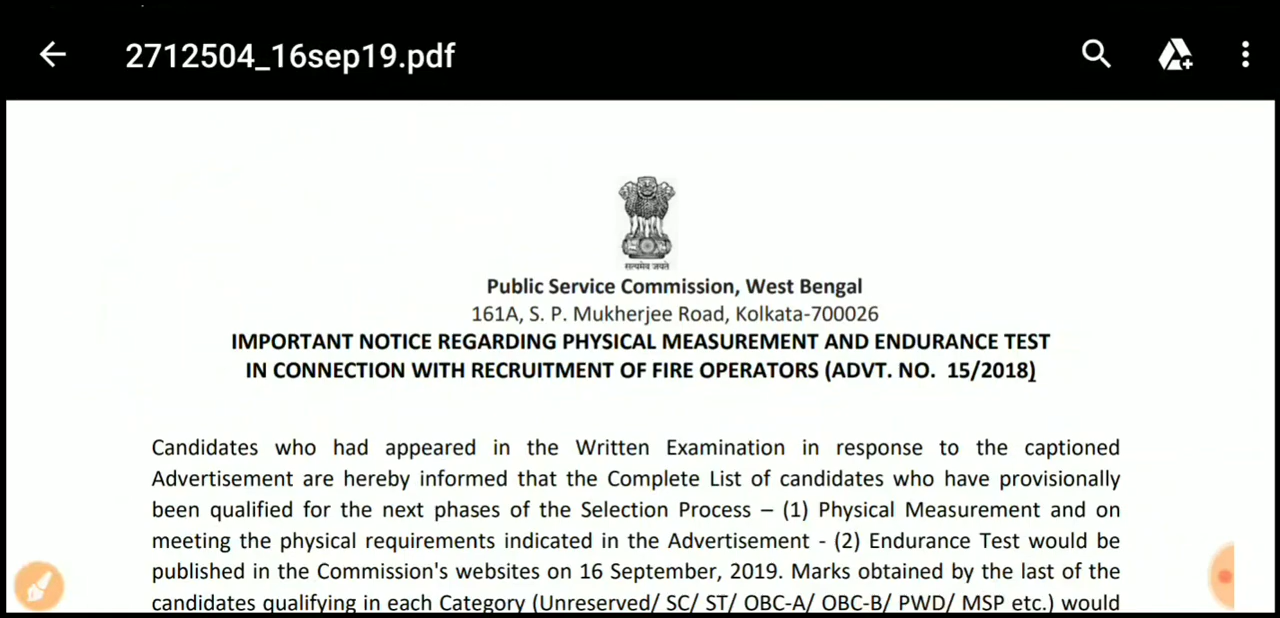 2712504_16sep19.pdf
सत्यमेव जयते
Public Service Commission, West Bengal
161A, S. P. Mukherjee Road, Kolkata-700026
IMPORTANT NOTICE REGARDING PHYSICAL MEASUREMENT AND ENDURANCE TEST
IN CONNECTION WITH RECRUITMENT OF FIRE OPERATORS (ADVT. NO. 15/2018)
Candidates who had appeared in the Written Examination in response to the captioned
Advertisement are hereby informed that the Complete List of candidates who have provisionally
been qualified for the next phases of the Selection Process – (1) Physical Measurement and on
meeting the physical requirements indicated in the Advertisement - (2) Endurance Test would be
published in the Commission's websites on 16 September, 2019. Marks obtained by the last of the
candidates qualifying in each Category (Unreserved/ SC/ ST/ OBC-A/ OBC-B/ PWD/ MSP etc.) would